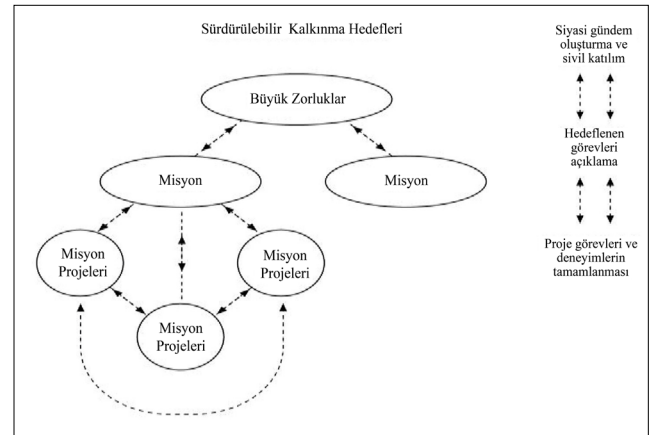 Sürdürülebilir Kalkınma Hedefleri
Büyük Zorluklar
Misyon
Misyon
Misyon
Projeleri
Misyon
Projeleri
Misyon
Projeleri
Siyasi gündem
oluşturma ve
sivil katılım
Hedeflenen
görevleri
açıklama
Proje görevleri ve
deneyimlerin
tamamlanması